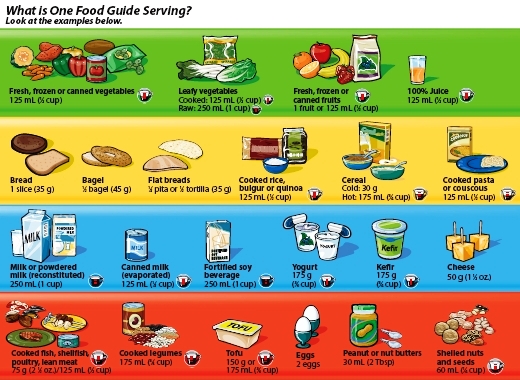 What is One Food Guide Serving?
Look at the examples below.
Fresh, frozen or canned vegetables
125 mL (½ cup)
Leafy vegetables
Cooked: 125 mL (½ cup)
Raw: 250 mL (1 cup)
Fresh, frozen or
canned fruits
1 fruit or 125 mL (½ cup)
100% Juice
125 mL (½ cup)
Bread
1 slice (35 g)
Bagel
½ bagel (45 g)
Flat breads
½ pita or ½ tortilla (35 g)
Cooked rice,
bulgur or quinoa
125 mL (½ cup)
Cereal
Cold: 30 g
Hot: 175 mL (¾ cup)
Cooked pasta
or couscous
125 mL (½ cup)
MILK
POWDERED
MILK
Milk or powdered
milk (reconstituted)
250 mL (1 cup)
MILK
Canned milk
(evaporated)
125 mL (½ cup)
Fortified soy
beverage
250 mL (1 cup)
Yogurt
175 g
(¾ cup)
Kefir
Kefir
175 g
(¾ cup)
Cheese
50 g (1 ½ oz.)
Cooked fish, shellfish,
poultry, lean meat
75 g (2 ½ oz.)/125 mL (½ cup)
Cooked legumes
175 mL (¾ cup)
TOFU
Tofu
150 g or
175 mL (¾ cup)
Eggs
2 eggs
Peanut or nut butters
30 mL (2 Tbsp)
Shelled nuts
and seeds
60 mL (¼ cup)